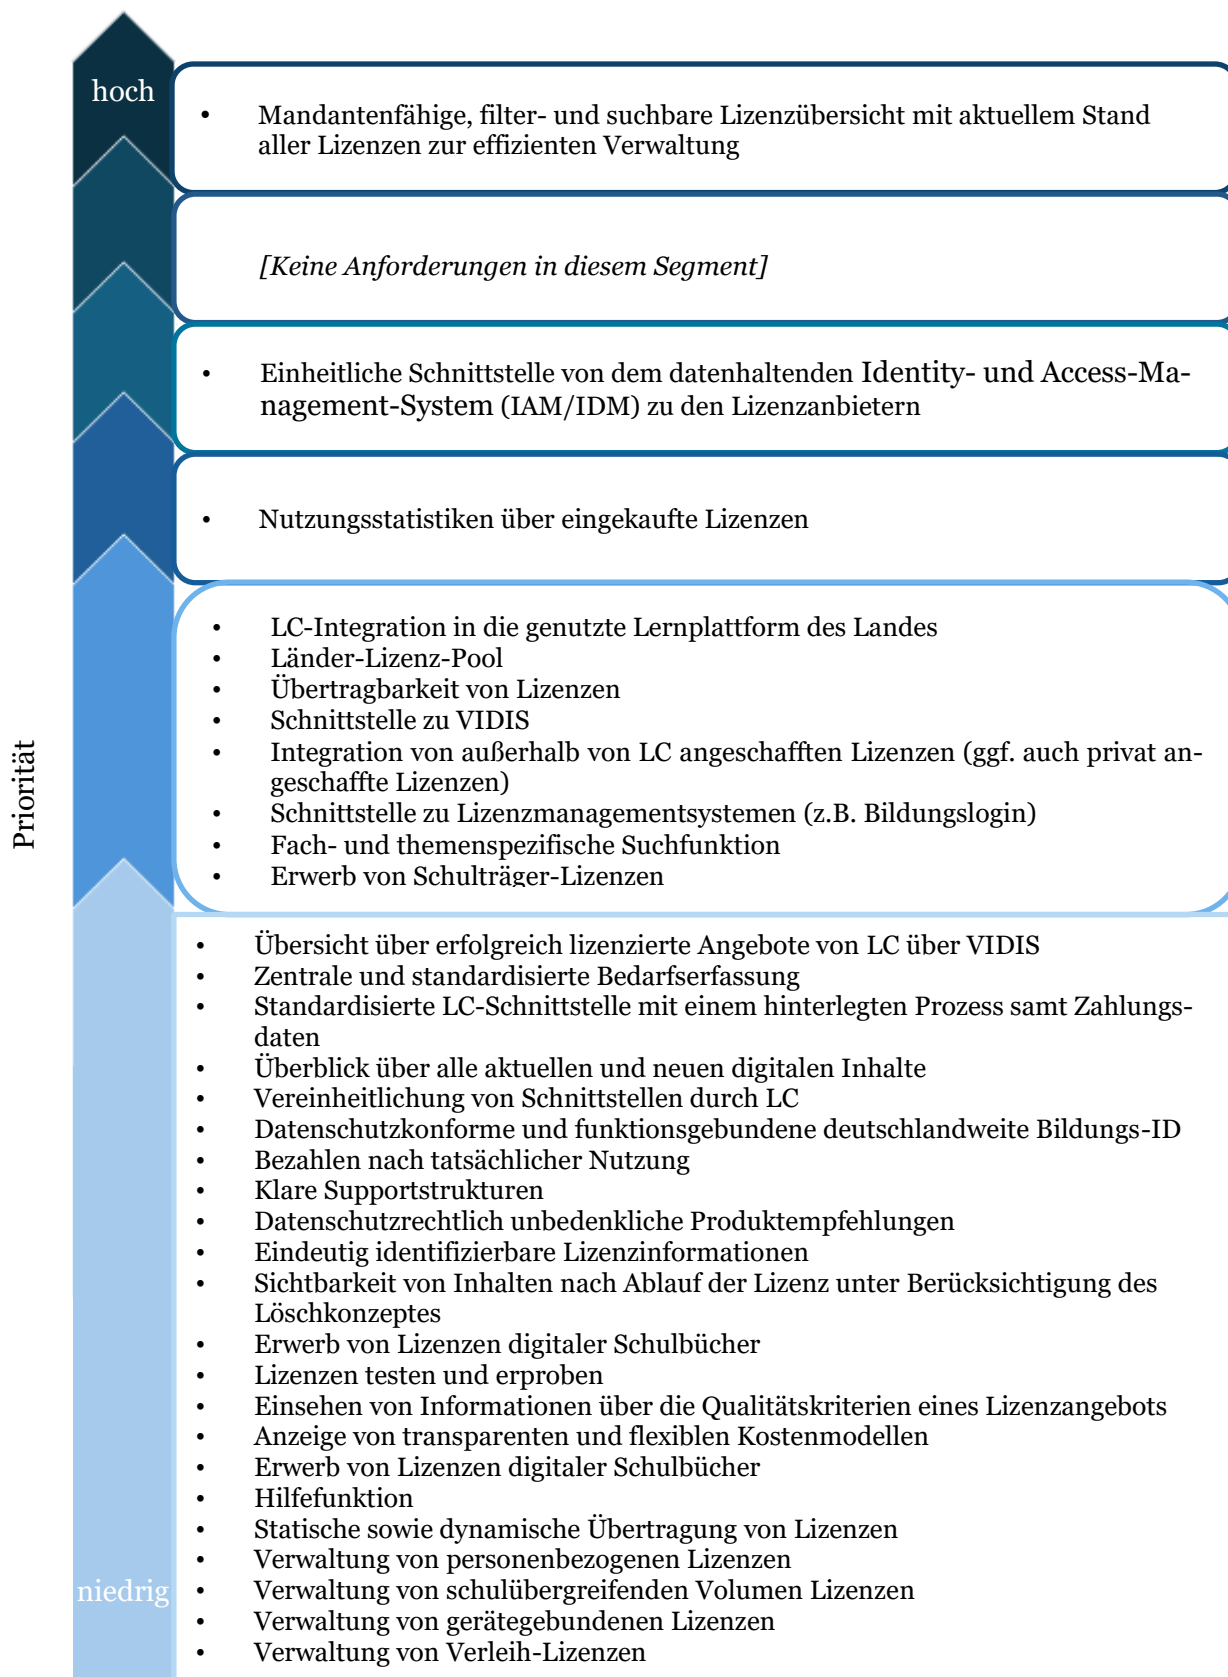 hoch
• Mandantenfähige, filter- und suchbare Lizenzübersicht mit aktuellem Stand
aller Lizenzen zur effizienten Verwaltung
[Keine Anforderungen in diesem Segment]
• Einheitliche Schnittstelle von dem datenhaltenden Identity- und Access-Ma-
nagement-System (IAM/IDM) zu den Lizenzanbietern
• Nutzungsstatistiken über eingekaufte Lizenzen
Priorität
• LC-Integration in die genutzte Lernplattform des Landes
• Länder-Lizenz-Pool
• Übertragbarkeit von Lizenzen
• Schnittstelle zu VIDIS
• Integration von außerhalb von LC angeschafften Lizenzen (ggf. auch privat an-
geschaffte Lizenzen)
• Schnittstelle zu Lizenzmanagementsystemen (z.B. Bildungslogin)
• Fach- und themenspezifische Suchfunktion
• Erwerb von Schulträger-Lizenzen
• Übersicht über erfolgreich lizenzierte Angebote von LC über VIDIS
• Zentrale und standardisierte Bedarfserfassung
• Standardisierte LC-Schnittstelle mit einem hinterlegten Prozess samt Zahlungs-
daten
• Überblick über alle aktuellen und neuen digitalen Inhalte
• Vereinheitlichung von Schnittstellen durch LC
• Datenschutzkonforme und funktionsgebundene deutschlandweite Bildungs-ID
• Bezahlen nach tatsächlicher Nutzung
• Klare Supportstrukturen
• Datenschutzrechtlich unbedenkliche Produktempfehlungen
• Eindeutig identifizierbare Lizenzinformationen
• Sichtbarkeit von Inhalten nach Ablauf der Lizenz unter Berücksichtigung des
Löschkonzeptes
• Erwerb von Lizenzen digitaler Schulbücher
• Lizenzen testen und erproben
• Einsehen von Informationen über die Qualitätskriterien eines Lizenzangebots
• Anzeige von transparenten und flexiblen Kostenmodellen
• Erwerb von Lizenzen digitaler Schulbücher
• Hilfefunktion
• Statische sowie dynamische Übertragung von Lizenzen
• Verwaltung von personenbezogenen Lizenzen
niedrig
• Verwaltung von schulübergreifenden Volumen Lizenzen
• Verwaltung von gerätegebundenen Lizenzen
• Verwaltung von Verleih-Lizenzen